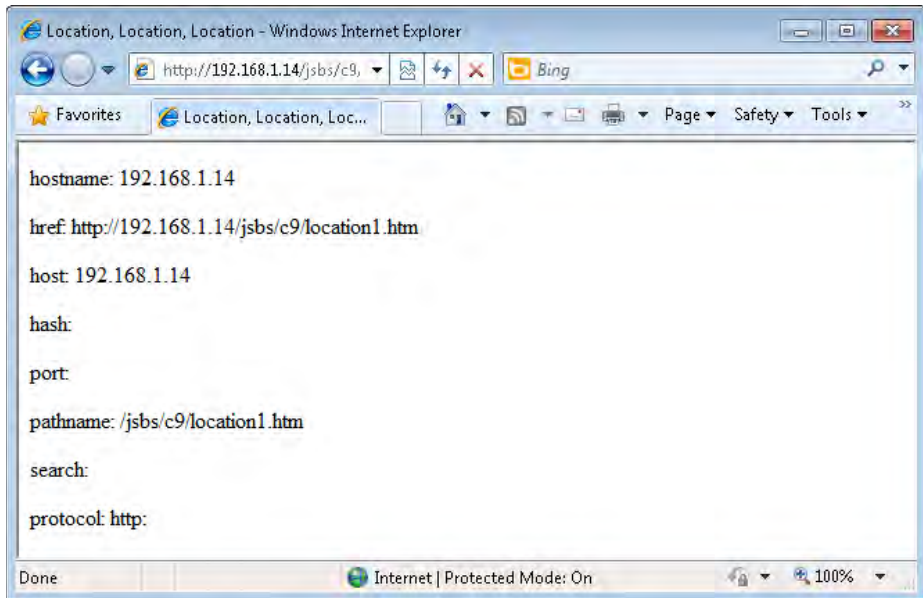 Location, Location, Location - Windows Internet Explorer
http://192.168.1.14/jsbs/c9, Bing
Favorites Location, Location, Loc... Page Safety Tools »
hostname: 192.168.1.14
href: http://192.168.1.14/jsbs/c9/location1.htm
host: 192.168.1.14
hash:
port:
pathname: /jsbs/c9/location1.htm
search:
protocol: http:
Done Internet | Protected Mode: On 100%